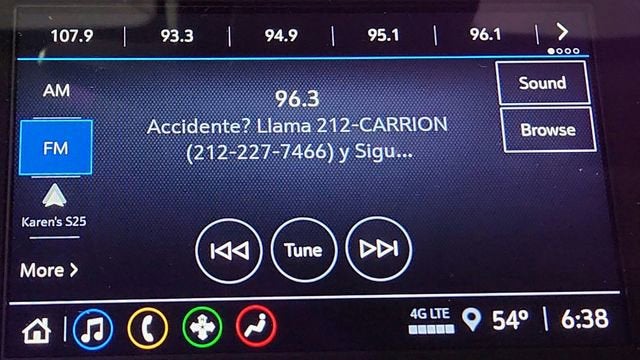 107.9 | 93.3 | 94.9 | 95.1 | 96.1
AM
FM
Karen's S25
More
96.3
Accidente? Llama 212-CARRION
(212-227-7466) y Sigu...
Sound
Browse
Tune
4G LTE
54°
6:38